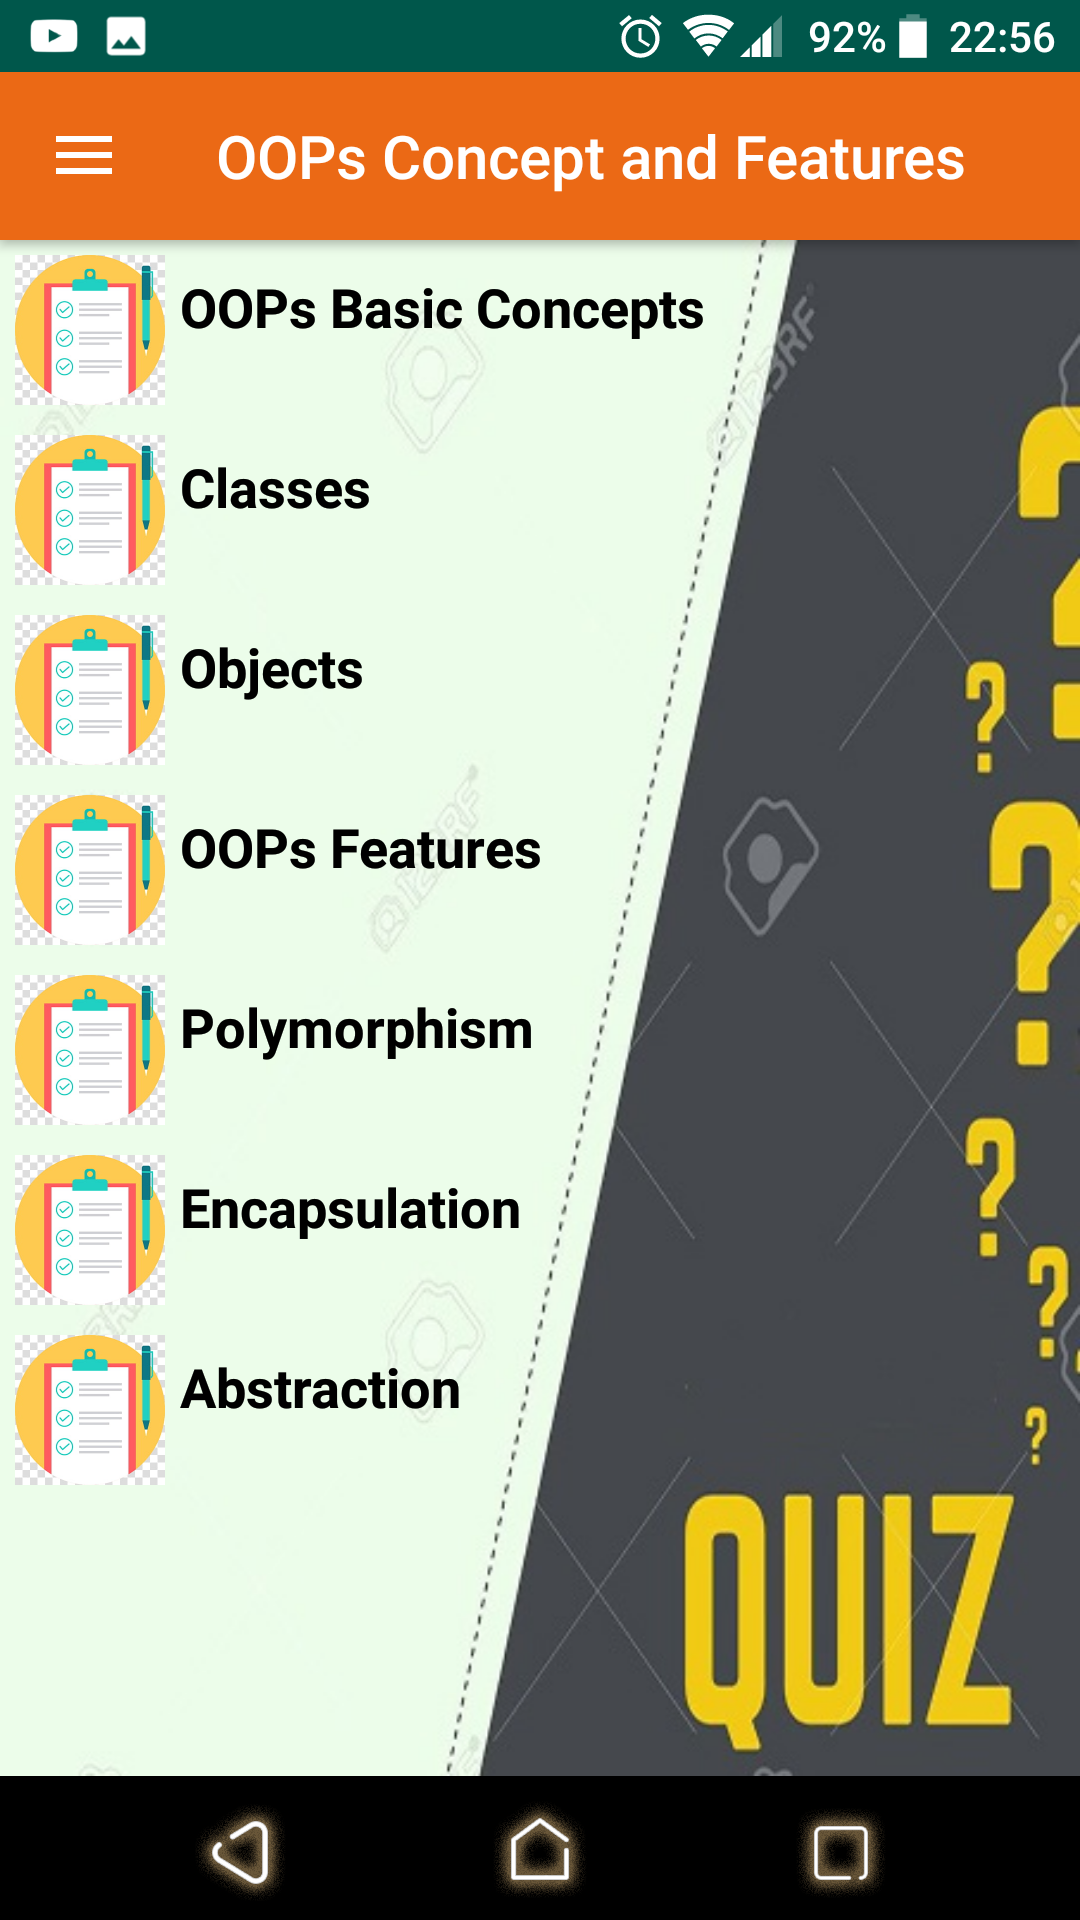 92% 22:56
OOPs Concept and Features
OOPs Basic Concepts
123RF
Classes
Objects
OOPs Features
123RF
Polymorphism
Encapsulation
Abstraction
QUIZ